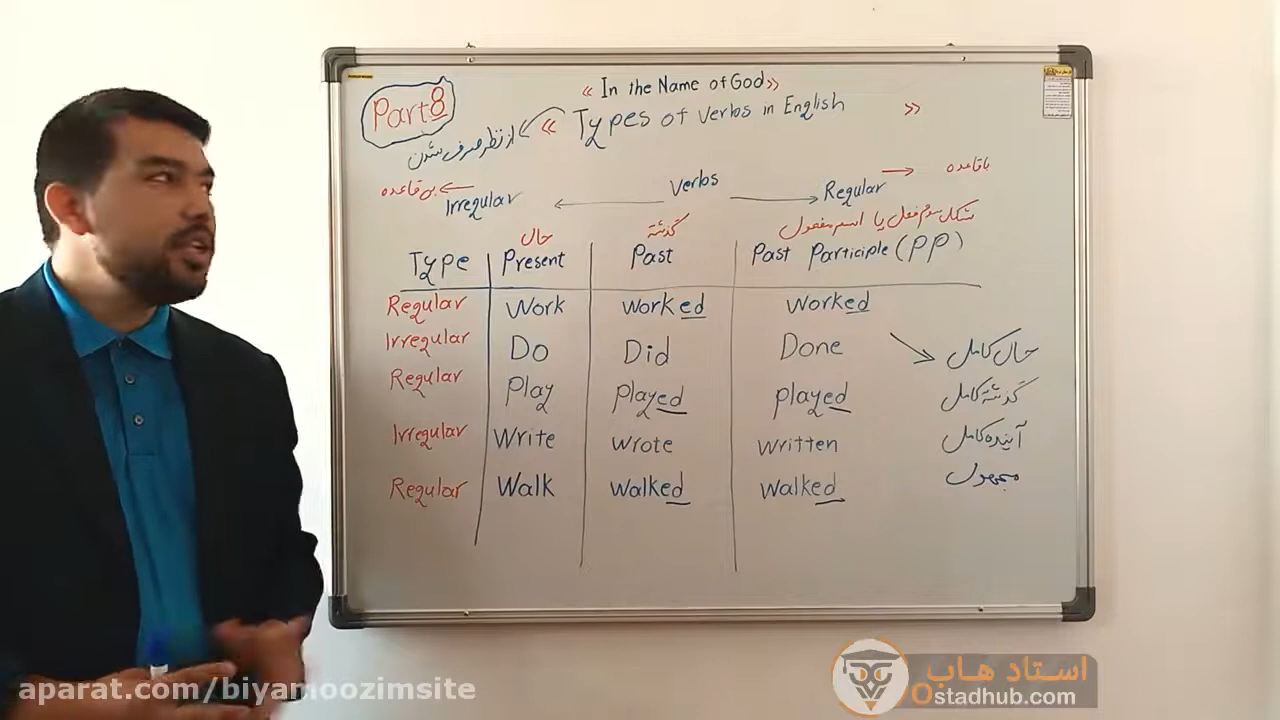 « In the Name of God »
Part 8
« Types of Verbs in English »
از نظر صرف شدن
Verbs
بی قاعده Irregular Regular با قاعده
حال گذشته شکل سوم فعل یا اسم مفعول
Type Present Past Past Participle (PP)
Regular Work worked worked
Irregular Do Did Done
حال کامل
Regular Play Played played
گذشته کامل
Irregular Write wrote written
آینده کامل
Regular Walk walked walked
مجهول
aparat.com/biyamoozimsite
استاد هاب
Ostadhub.com